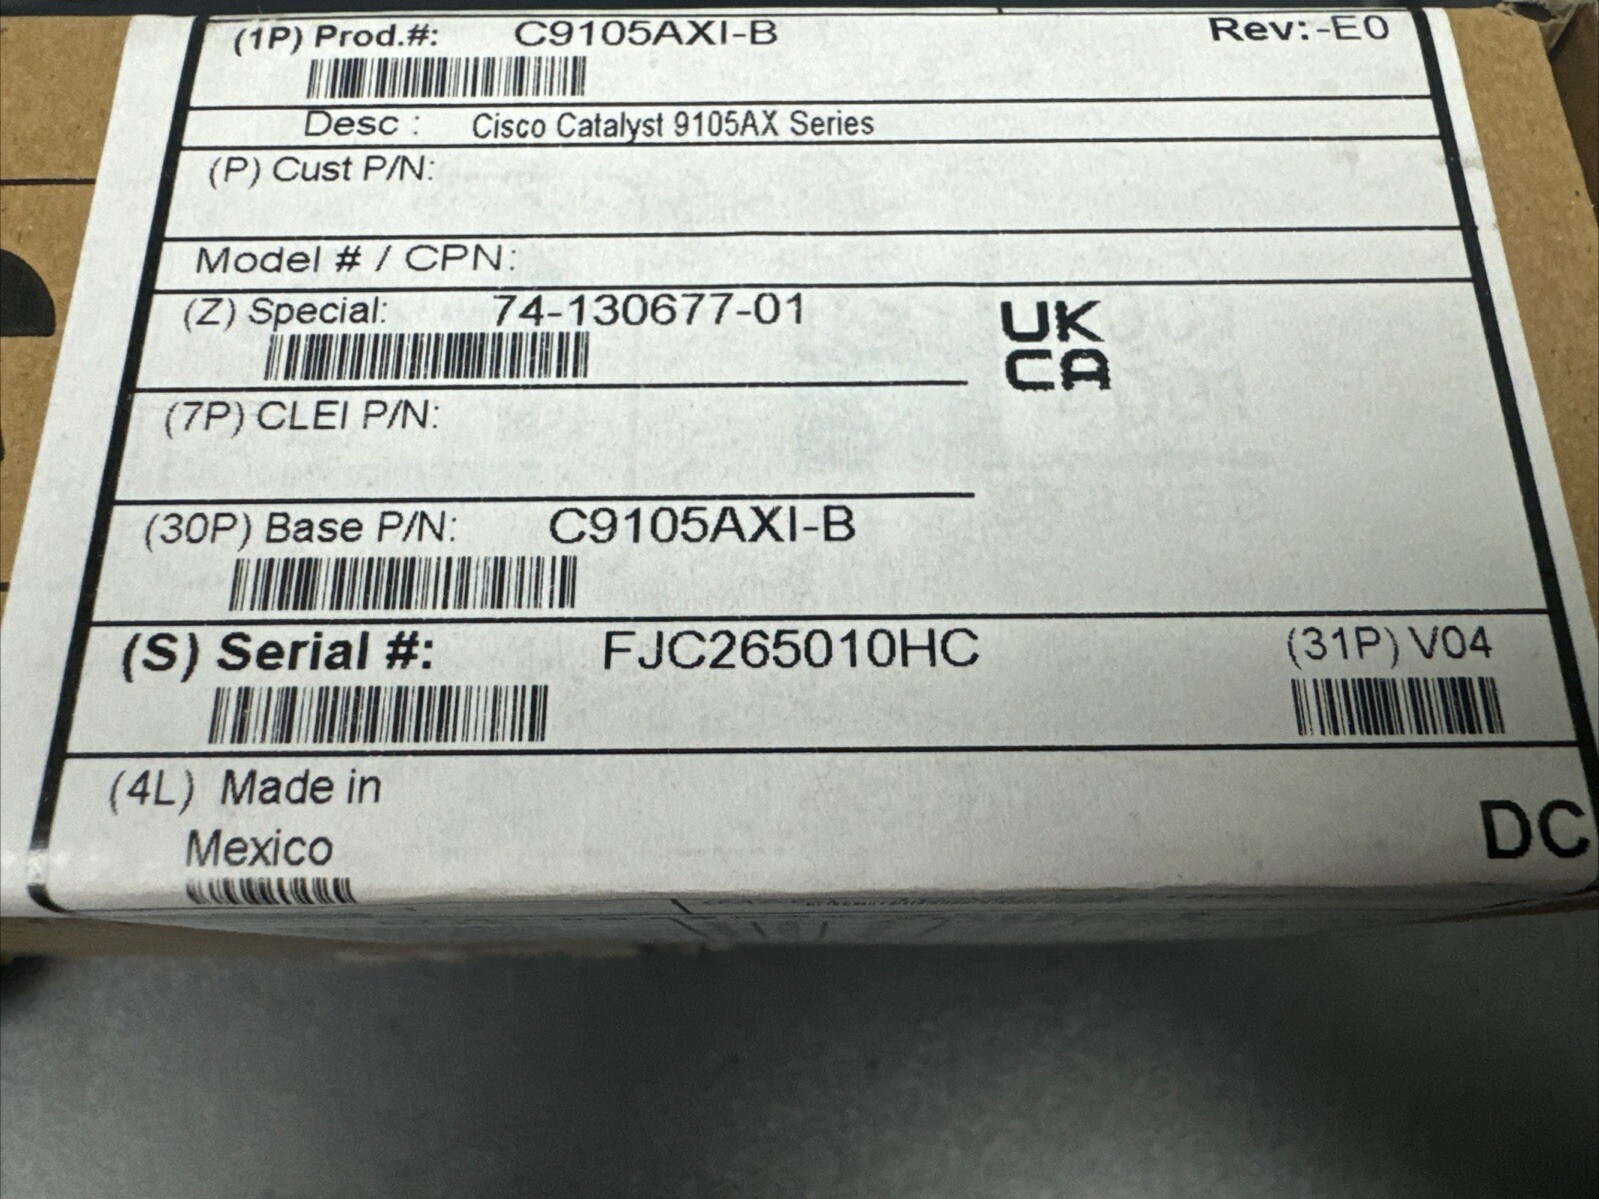 (1P) Prod.#: C9105AXI-B Rev:-E0
Desc : Cisco Catalyst 9105AX Series
(P) Cust P/N:
Model # / CPN:
(Z) Special: 74-130677-01
UK
CA
(7P) CLEI P/N:
(30P) Base P/N: C9105AXI-B
(S) Serial #: FJC265010HC (31P) V04
(4L) Made in
Mexico
DC